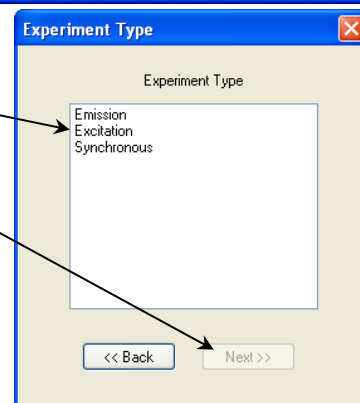 Experiment Type
Experiment Type
Emission
Excitation
Synchronous
<< Back Next >>